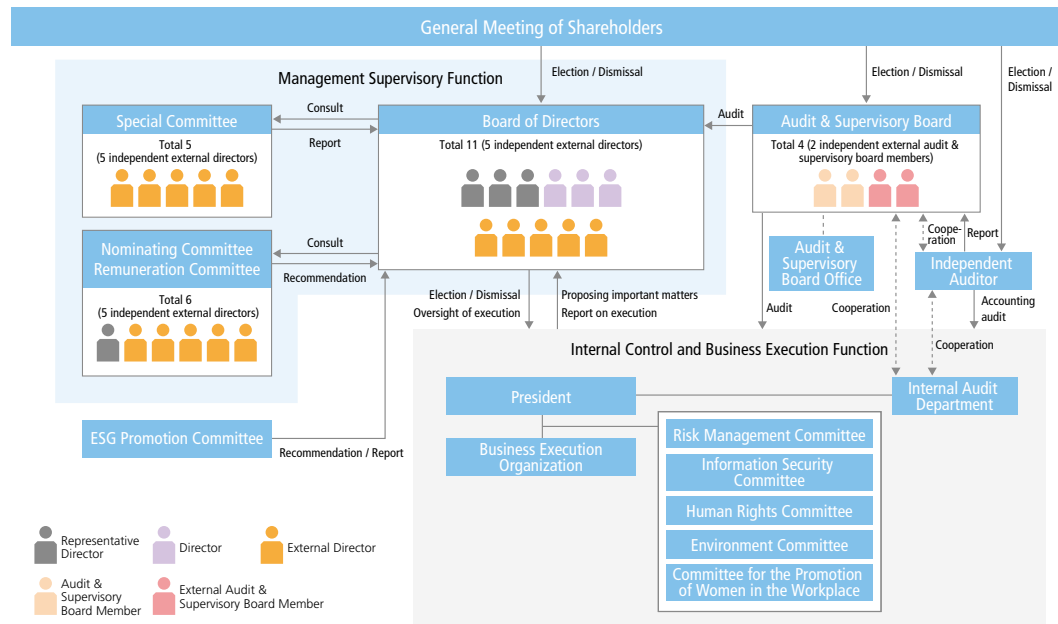 General Meeting of Shareholders
Election / Dismissal
Election / Dismissal
Election /
Dismissal
Management Supervisory Function
Special Committee
Total 5
(5 independent external directors)
Consult
Report
Board of Directors
Total 11 (5 independent external directors)
Audit
Audit & Supervisory Board
Total 4 (2 independent external audit &
supervisory board members)
Nominating Committee
Remuneration Committee
Total 6
(5 independent external directors)
Consult
Recommendation
Audit &
Supervisory
Board Office
Coope-
ration
Report
Independent
Auditor
Election / Dismissal
Oversight of execution
Proposing important matters
Report on execution
Audit
Cooperation
Accounting
audit
Cooperation
Internal Control and Business Execution Function
President
Internal Audit
Department
Business Execution
Organization
Risk Management Committee
Information Security
Committee
Human Rights Committee
Environment Committee
Committee for the Promotion
of Women in the Workplace
ESG Promotion Committee
Recommendation / Report
Representative
Director
Director
External Director
Audit &
Supervisory
Board Member
External Audit &
Supervisory Board Member